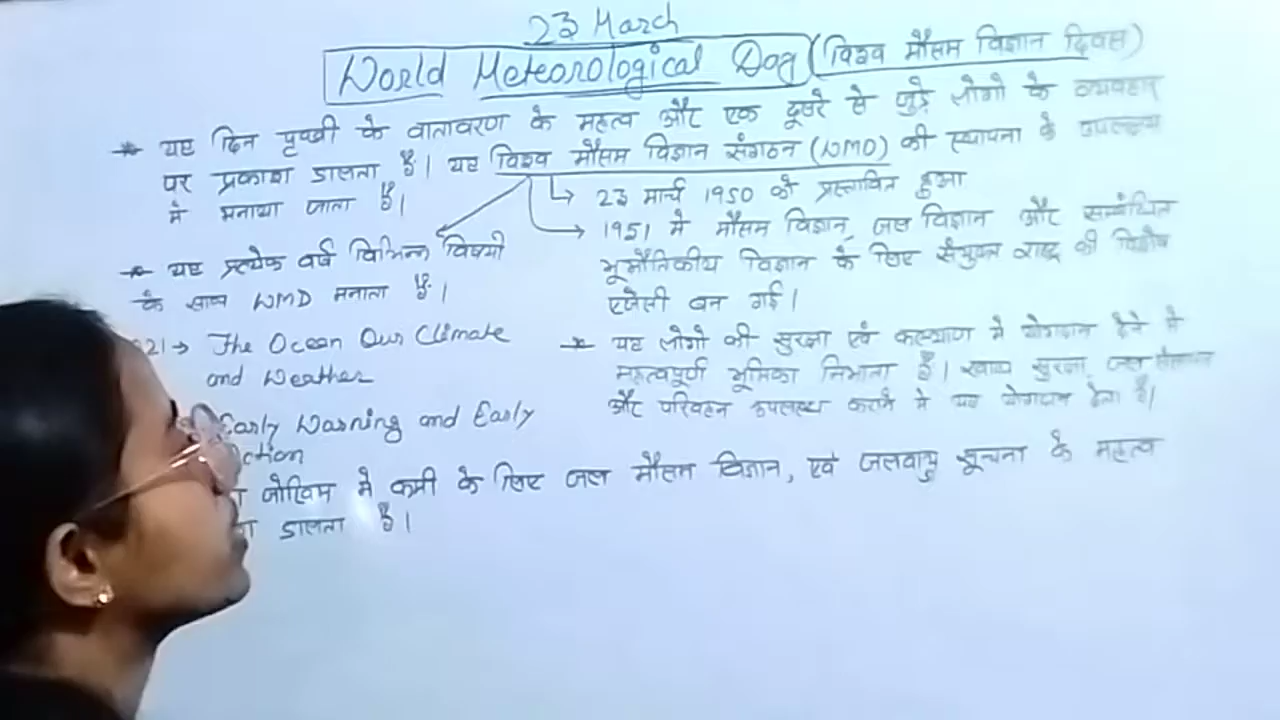 23 March
World Meteorological Day (विश्व मौसम विज्ञान दिवस)
यह दिन पृथ्वी के वातावरण के महत्व और एक दूसरे से जुड़े लोगो के व्यवहार
पर प्रकाश डालता है। यह विश्व मौसम विज्ञान संगठन (WMO) की स्थापना के उपलक्ष्य
मे मनाया जाता है।
23 मार्च 1950 को प्रस्तावित हुआ
1951 मे मौसम विज्ञान, जल विज्ञान और सम्बंधित
भूभौतिकीय विज्ञान के लिए संयुक्त राष्ट्र की विशेष
एजेंसी बन गई।
यह प्रत्येक वर्ष विभिन्न विषयो
के साथ WMO मनाता है।
21 → The Ocean Our Climate
and Weather
Early Warning and Early
ction
यह लोगो की सुरक्षा एवं कल्याण मे योगदान देने मे
महत्वपूर्ण भूमिका निभाता है। खाद्य सुरक्षा, जल
और परिवहन उपलब्ध कराने मे यह योगदान देता है।
जोखिम मे कमी के लिए जल मौसम विज्ञान, एवं जलवायु सूचना के महत्व
डालता है।